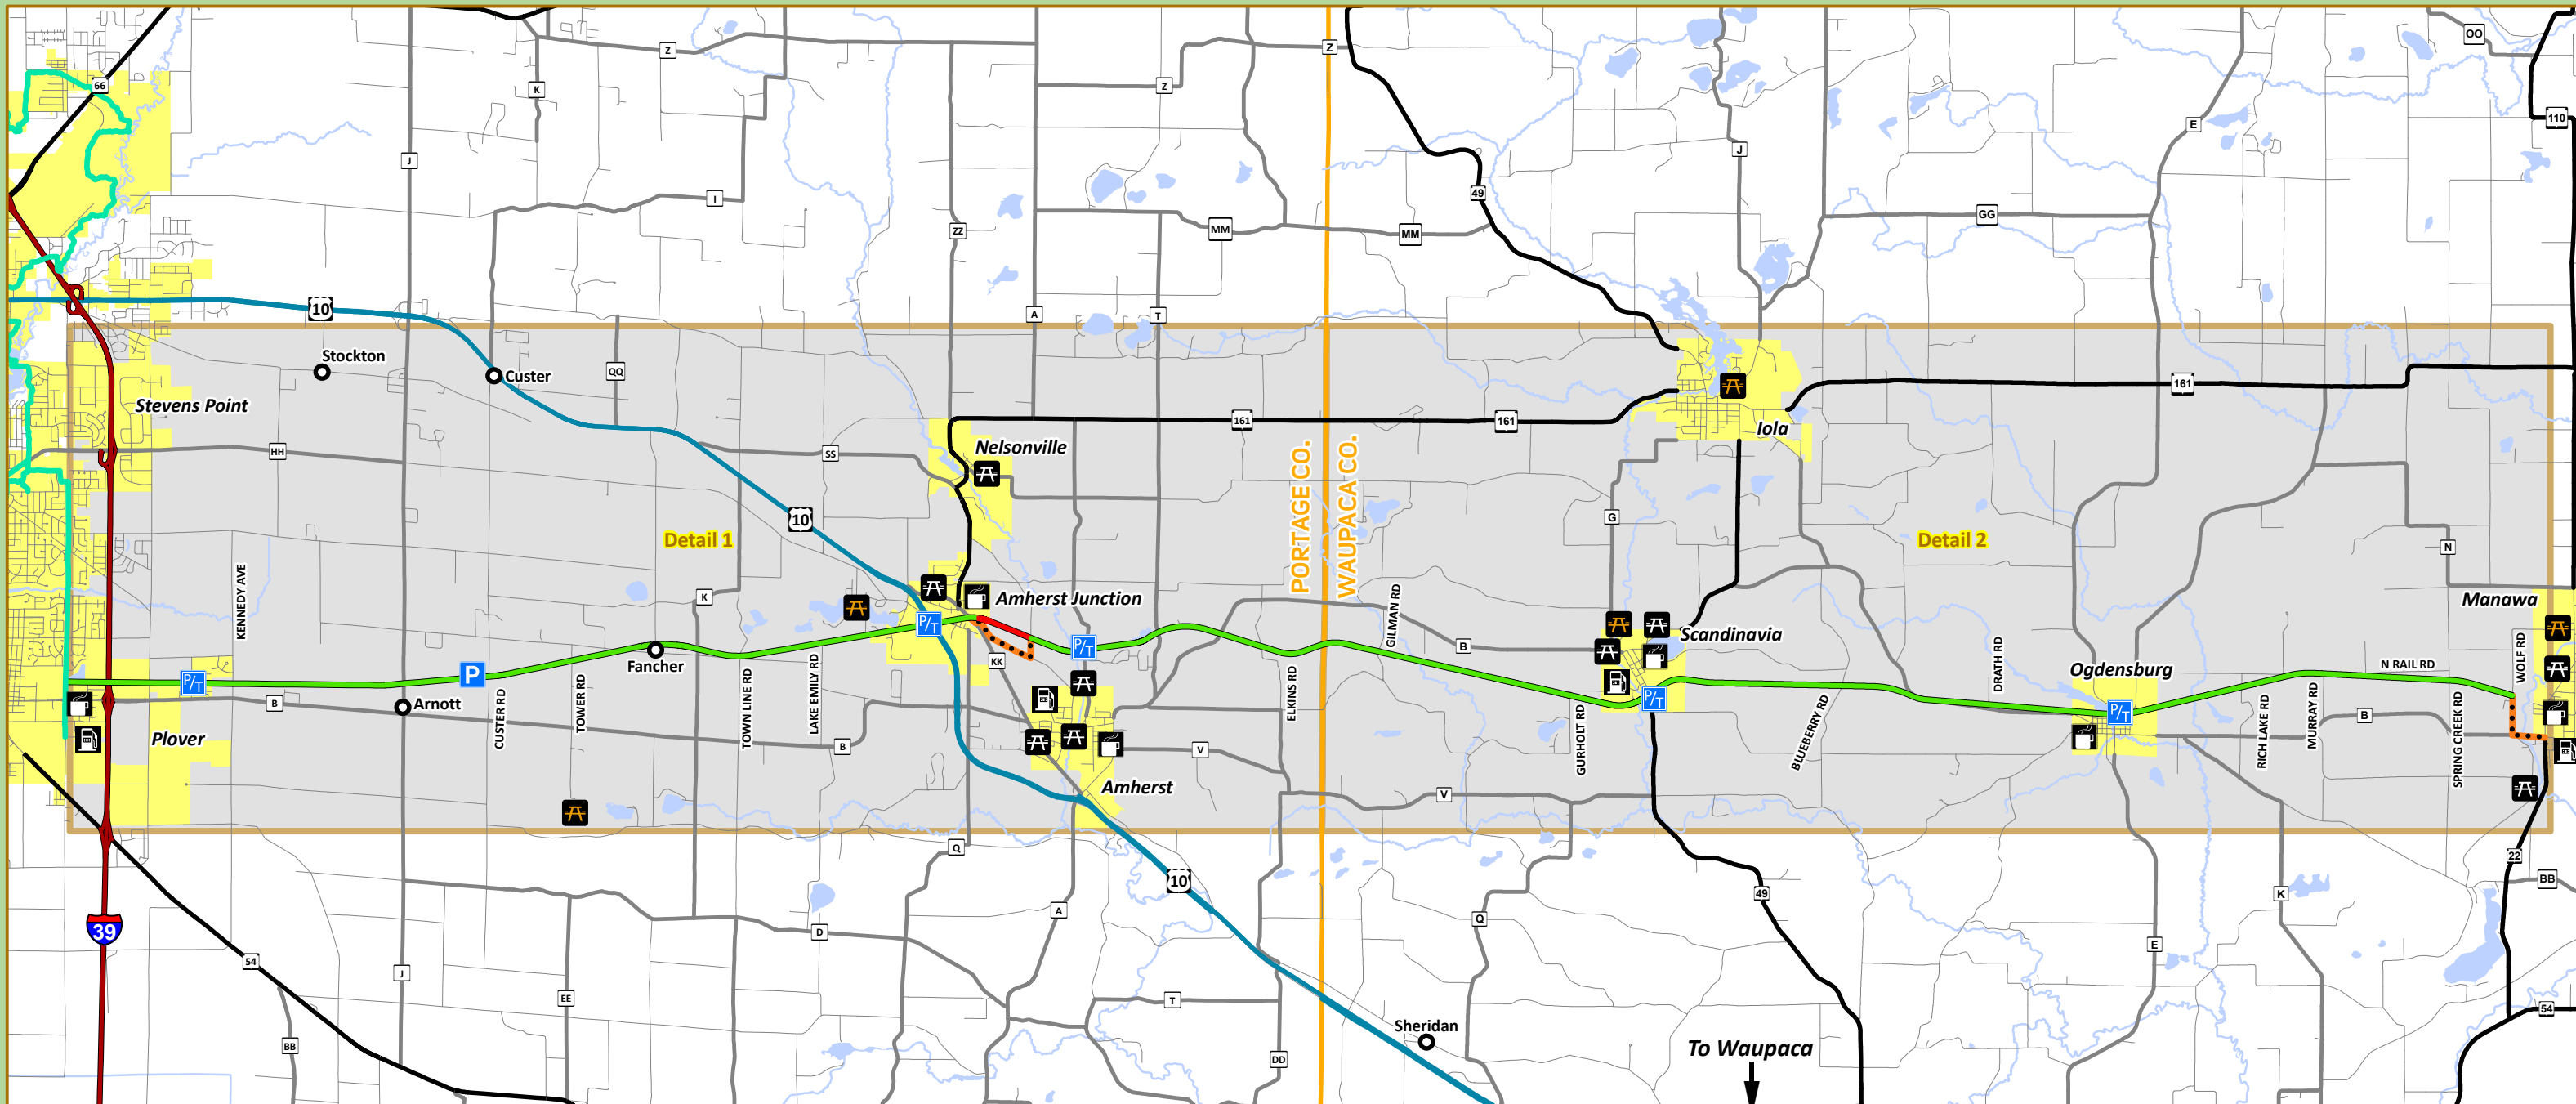 OO
66
Z
Z
Z
K
110
E
J
J
49
I
GG
MM
MM
ZZ
10
A
T
Stockton
Custer
QQ
161
Stevens Point
161
161
Iola
Nelsonville
HH
SS
PORTAGE CO.
WAUPACA CO.
G
10
Detail 1
Detail 2
N
KENNEDY AVE
K
Amherst Junction
GILMAN RD
Manawa
P/T
Scandinavia
Fancher
KK
P/T
B
DRATH RD
Ogdensburg
N RAIL RD
WOLF RD
P/T
P
LAKE EMILY RD
TOWN LINE RD
TOWER RD
CUSTER RD
ELKINS RD
P/T
P/T
B
Arnott
GURHOLT RD
BLUEBERRY RD
RICH LAKE RD
MURRAY RD
B
SPRING CREEK RD
Plover
B
V
Amherst
V
Q
10
22
BB
49
K
A
Q
39
D
E
54
J
EE
T
54
BB
Sheridan
DD
To Waupaca